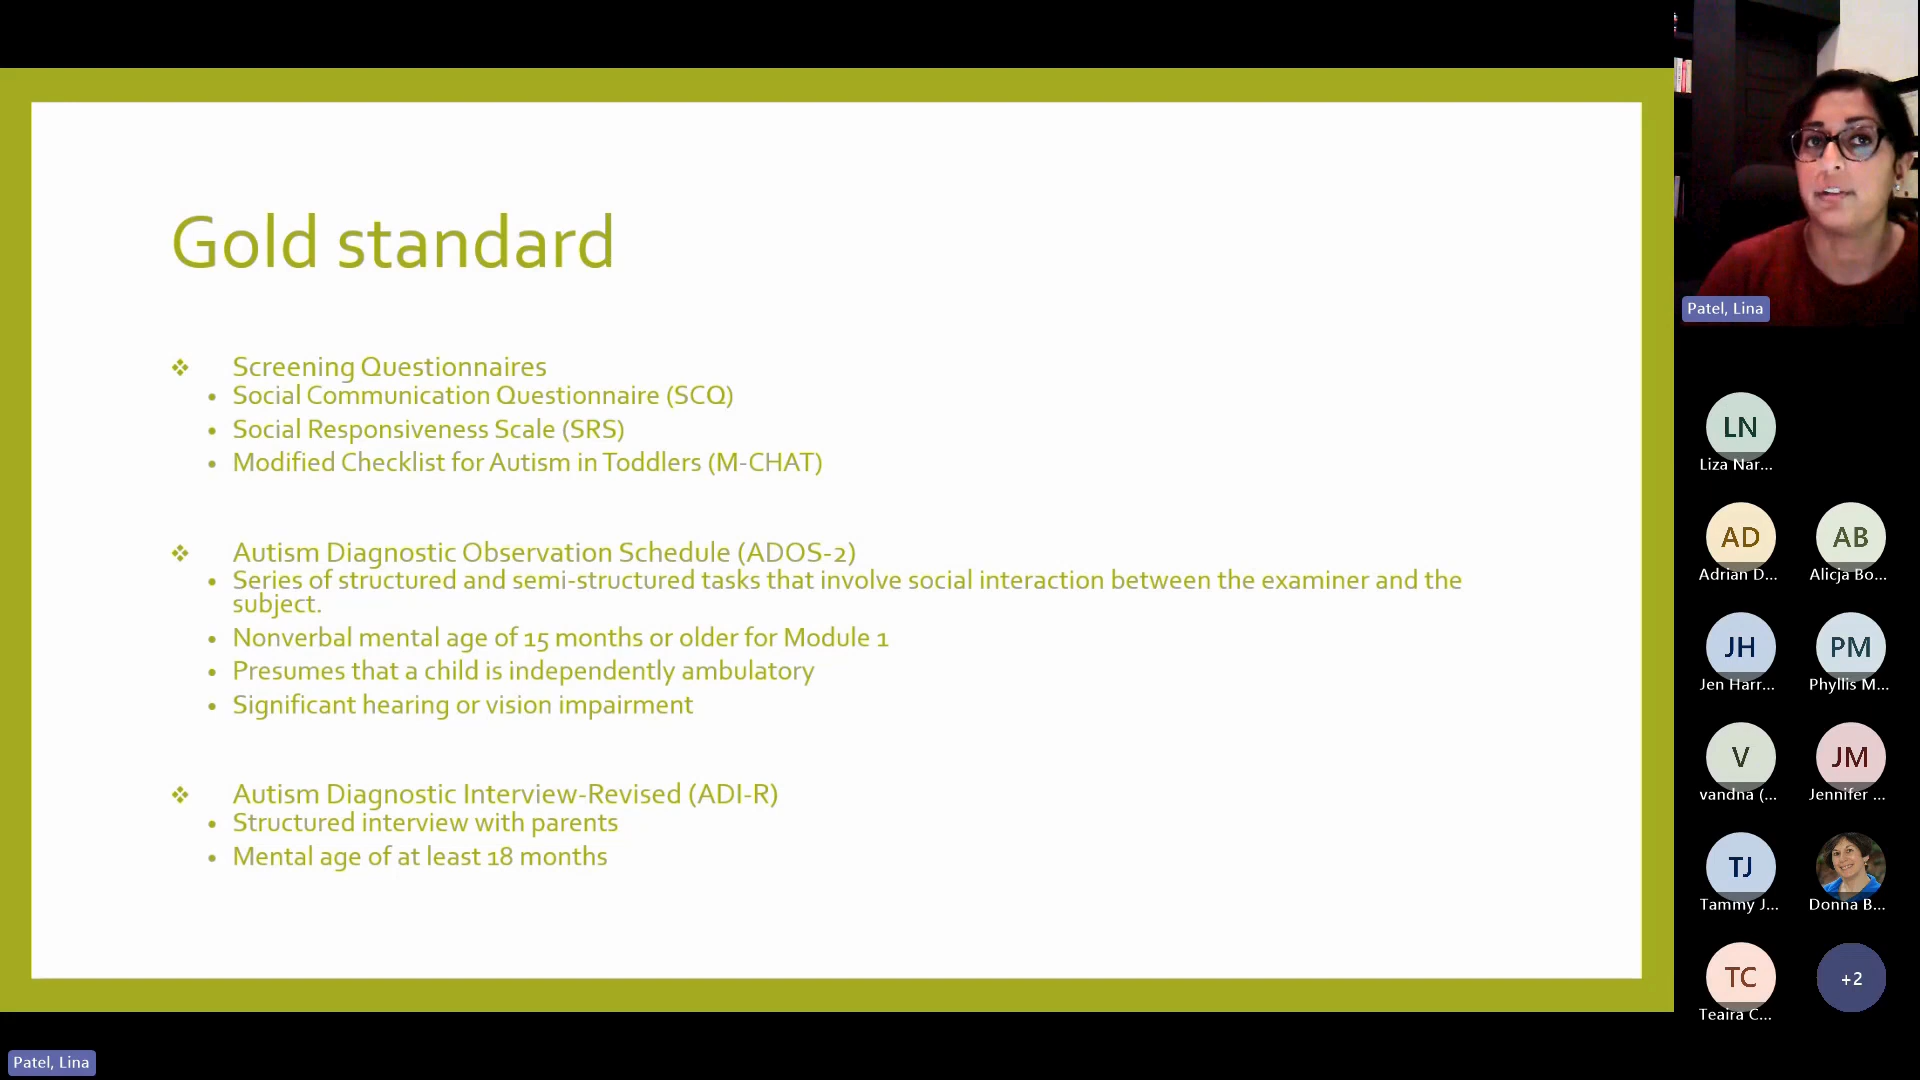 Gold standard
Screening Questionnaires
Social Communication Questionnaire (SCQ)
Social Responsiveness Scale (SRS)
Modified Checklist for Autism in Toddlers (M-CHAT)
Autism Diagnostic Observation Schedule (ADOS-2)
Series of structured and semi-structured tasks that involve social interaction between the examiner and the
subject.
Nonverbal mental age of 15 months or older for Module 1
Presumes that a child is independently ambulatory
Significant hearing or vision impairment
Autism Diagnostic Interview-Revised (ADI-R)
Structured interview with parents
Mental age of at least 18 months
Patel, Lina
LN
Liza Nar...
AD
AB
Adrian D...
Alicja Bo...
JH
PM
Jen Harr...
Phyllis M...
V
JM
vandna (...
Jennifer ...
TJ
Tammy J...
Donna B...
TC
+2
Teaira C...
Patel, Lina